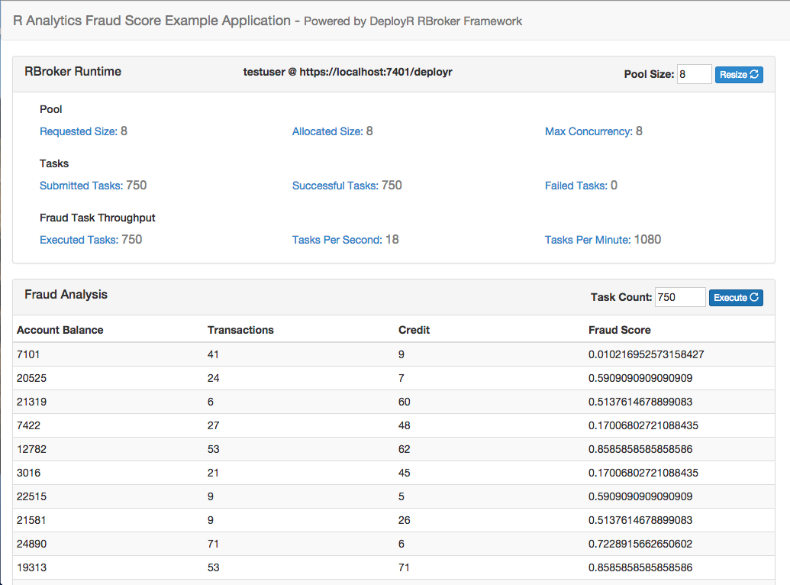 R Analytics Fraud Score Example Application - Powered by DeployR RBroker Framework
RBroker Runtime testuser @ https://localhost:7401/deployr Pool Size: 8 Resize
Pool
Requested Size: 8 Allocated Size: 8 Max Concurrency: 8
Tasks
Submitted Tasks: 750 Successful Tasks: 750 Failed Tasks: 0
Fraud Task Throughput
Executed Tasks: 750 Tasks Per Second: 18 Tasks Per Minute: 1080
Fraud Analysis Task Count: 750 Execute
Account Balance Transactions Credit Fraud Score
7101 41 9 0.010216952573158427
20525 24 7 0.5909090909090909
21319 6 60 0.5137614678899083
7422 27 48 0.17006802721088435
12782 53 62 0.8585858585858586
3016 21 45 0.17006802721088435
22515 9 5 0.5909090909090909
21581 9 26 0.5137614678899083
24890 71 6 0.7228915662650602
19313 53 71 0.8585858585858586